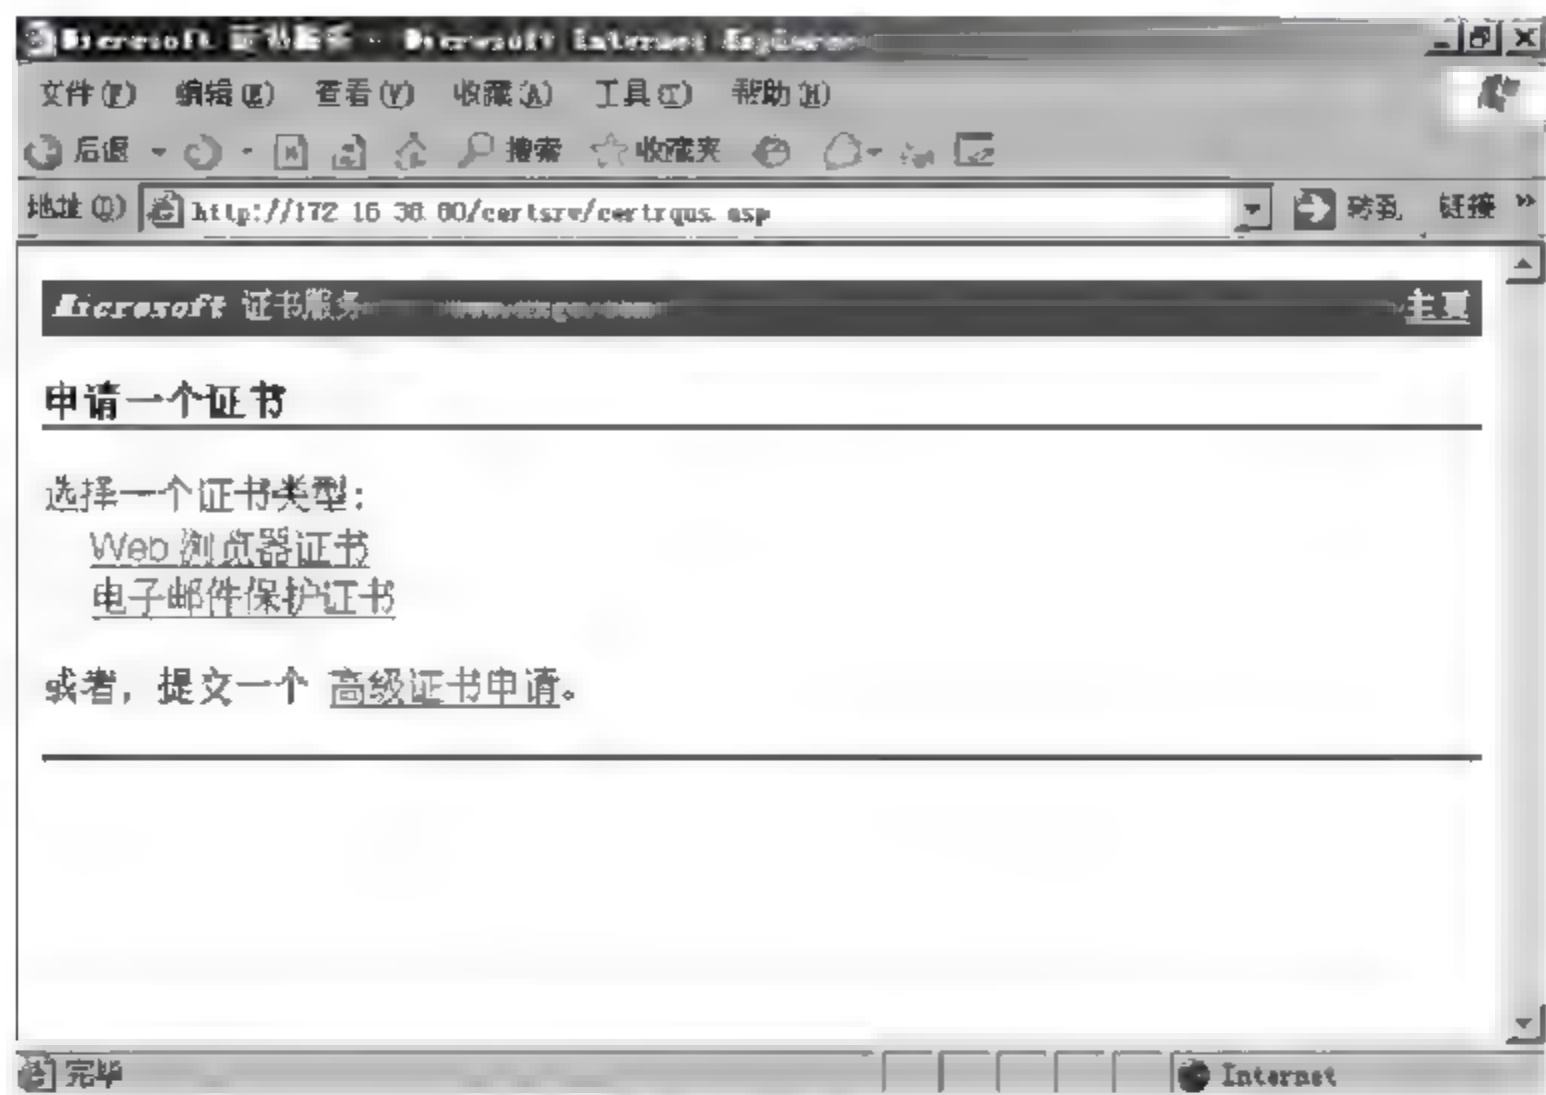 Microsoft 证书服务 - Microsoft Internet Explorer
文件(F) 编辑(E) 查看(V) 收藏(A) 工具(T) 帮助(H)
后退 搜索 收藏夹
地址(D) http://172.16.30.80/certsrv/certrqus.asp 转到 链接 »
Microsoft 证书服务 主页
申请一个证书
选择一个证书类型:
Web 浏览器证书
电子邮件保护证书
或者, 提交一个 高级证书申请。
完毕 Internet